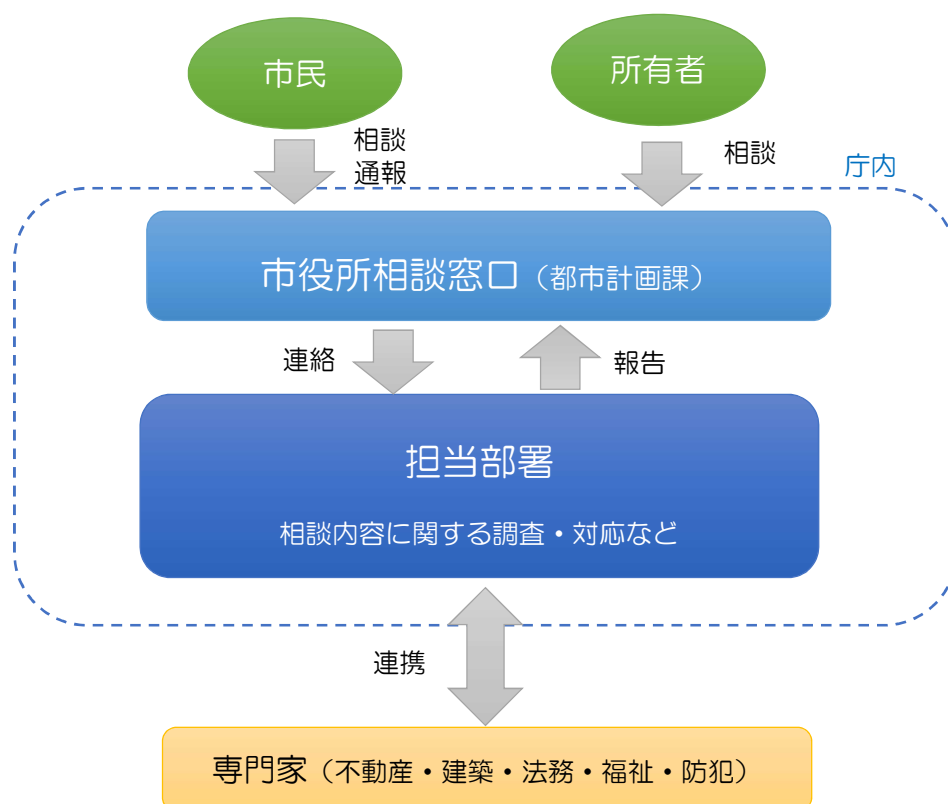 市民
所有者
相談
通報
相談
庁内
市役所相談窓口（都市計画課）
連絡
報告
担当部署
相談内容に関する調査・対応など
連携
専門家（不動産・建築・法務・福祉・防犯）